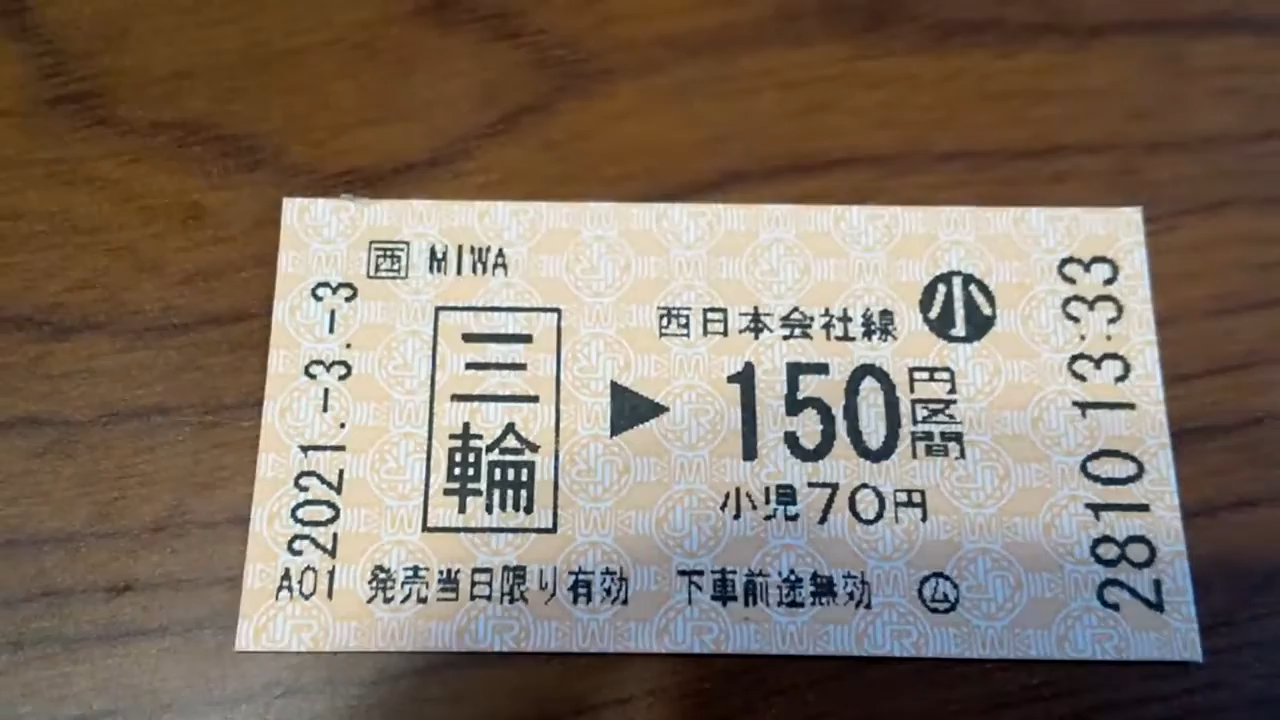 西 MIWA
2021.-3.-3
三輪
西日本会社線 小
150円区間
小児70円
A01 発売当日限り有効 下車前途無効 ム
2810 13:33